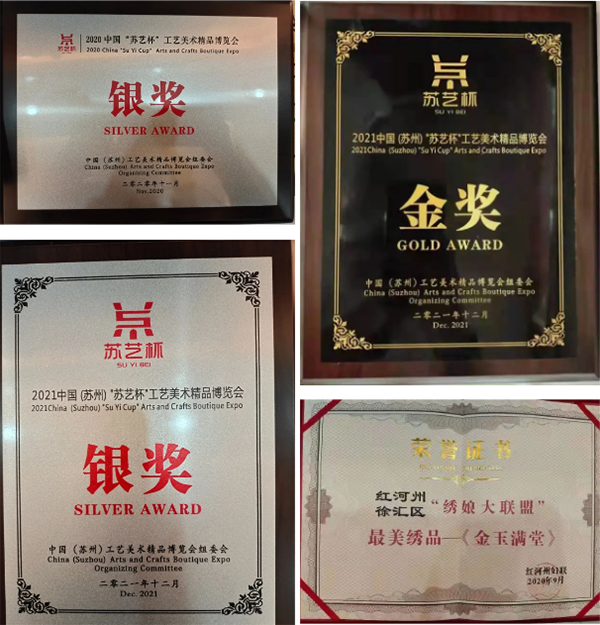 苏艺杯
2020 中国 "苏艺杯" 工艺美术精品博览会
2020 China "Su Yi Cup" Arts and Crafts Boutique Expo
银奖
SILVER AWARD
中国(苏州)工艺美术精品博览会组委会
China (Suzhou) Arts and Crafts Boutique Expo
Organizing Committee
二〇二〇年十一月
Nov.2020
苏艺杯
SU YI BEI
2021中国(苏州)"苏艺杯"工艺美术精品博览会
2021China (Suzhou) "Su Yi Cup" Arts and Crafts Boutique Expo
金奖
GOLD AWARD
中国(苏州)工艺美术精品博览会组委会
China (Suzhou) Arts and Crafts Boutique Expo
Organizing Committee
二〇二一年十二月
Dec. 2021
苏艺杯
SU YI BEI
2021中国(苏州)"苏艺杯"工艺美术精品博览会
2021China (Suzhou) "Su Yi Cup" Arts and Crafts Boutique Expo
银奖
SILVER AWARD
中国(苏州)工艺美术精品博览会组委会
China (Suzhou) Arts and Crafts Boutique Expo
Organizing Committee
二〇二一年十二月
Dec. 2021
荣誉证书
红河州
徐汇区 "绣娘大联盟"
最美绣品—《金玉满堂》
红河州妇联
2020年9月